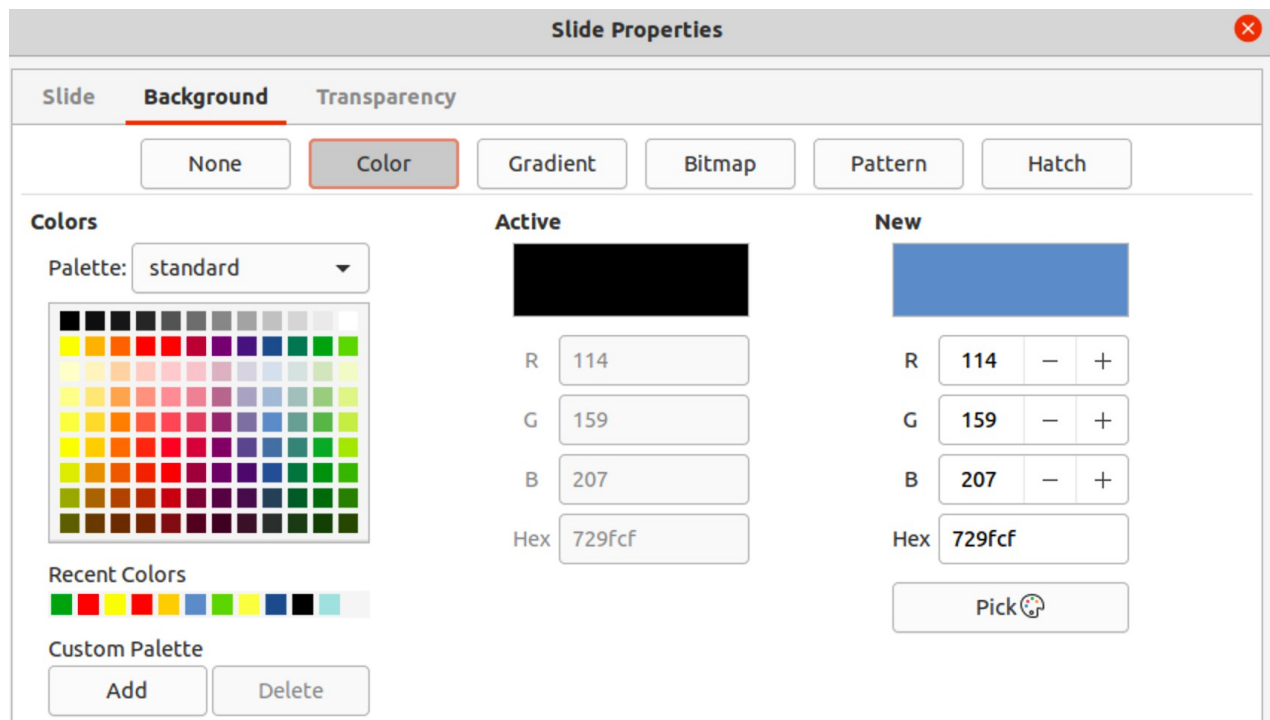 Slide Properties
Slide Background Transparency
None Color Gradient Bitmap Pattern Hatch
Colors Active New
Palette: standard
R 114 R 114 − +
G 159 G 159 − +
B 207 B 207 − +
Hex 729fcf Hex 729fcf
Recent Colors
Pick
Custom Palette
Add Delete